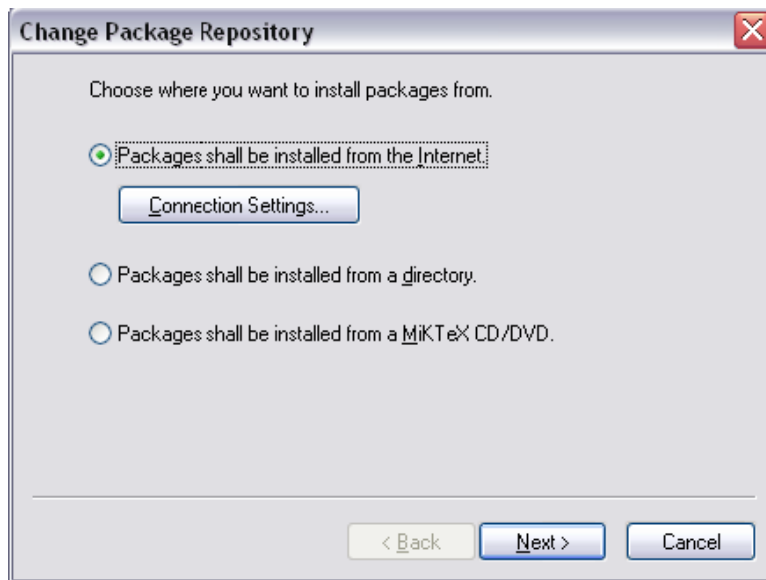 Change Package Repository
Choose where you want to install packages from.
Packages shall be installed from the Internet.
Connection Settings...
Packages shall be installed from a directory.
Packages shall be installed from a MiKTeX CD/DVD.
< Back Next > Cancel